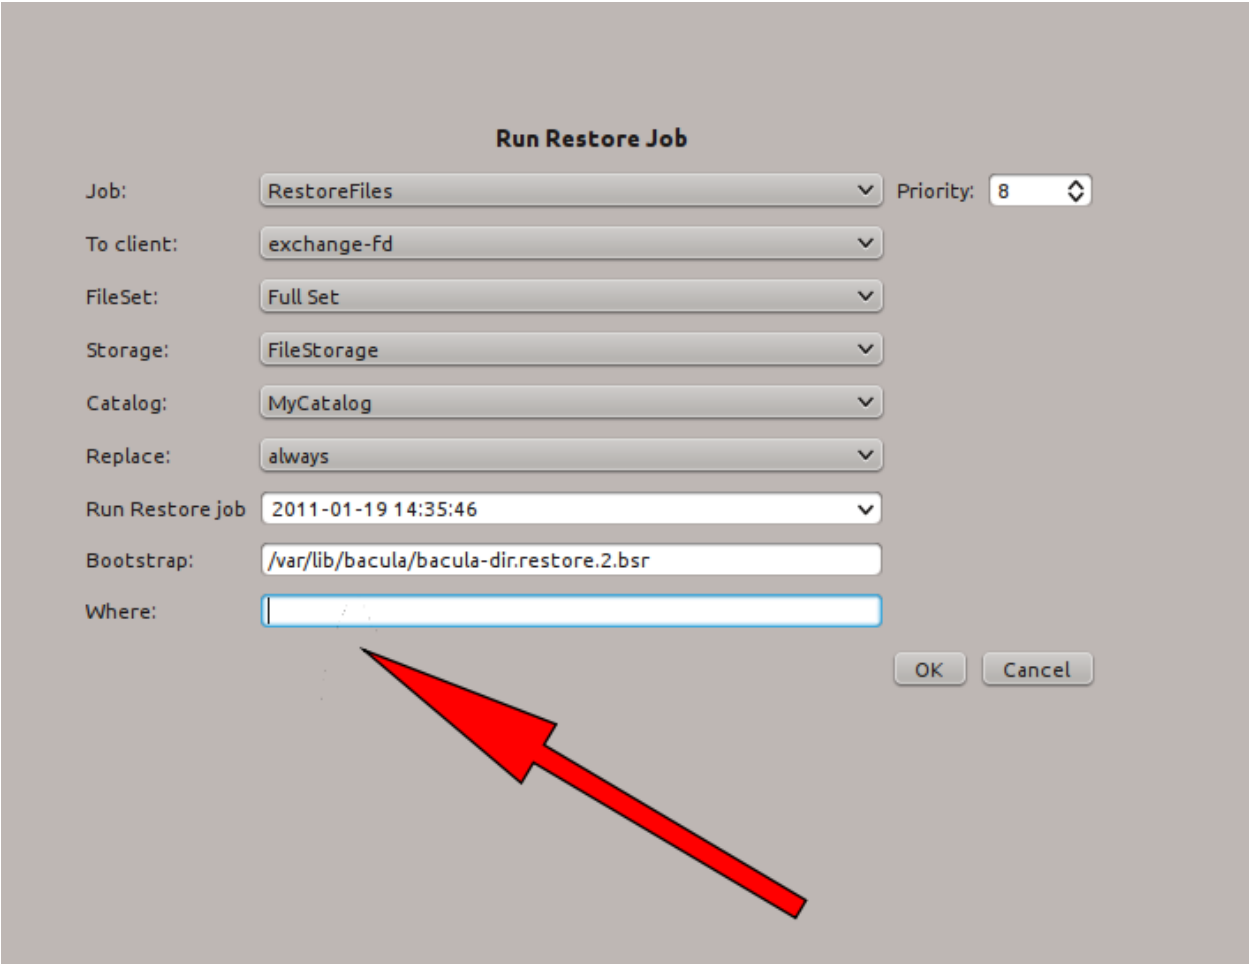 Run Restore Job
Job: RestoreFiles Priority: 8
To client: exchange-fd
FileSet: Full Set
Storage: FileStorage
Catalog: MyCatalog
Replace: always
Run Restore job 2011-01-19 14:35:46
Bootstrap: /var/lib/bacula/bacula-dir.restore.2.bsr
Where:
OK Cancel